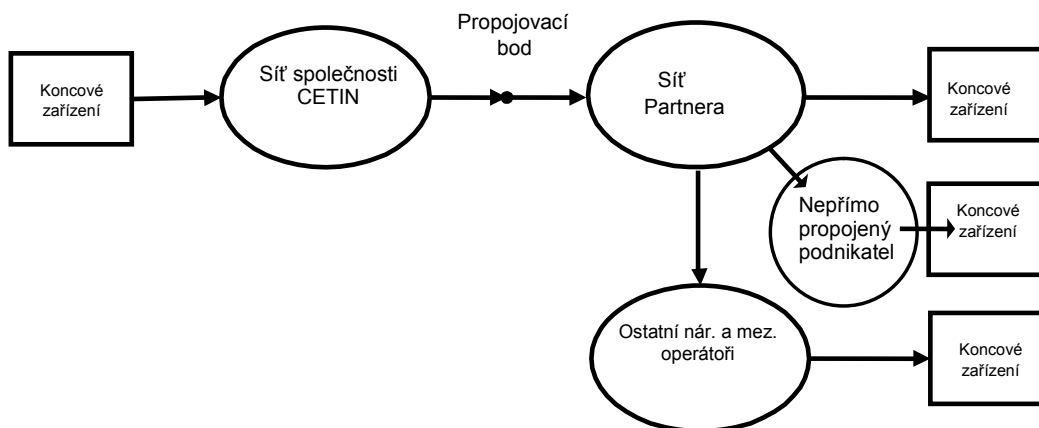 Propojovací
bod
Koncové
zařízení
Síť společnosti
CETIN
Síť
Partnera
Koncové
zařízení
Nepřímo
propojený
podnikatel
Koncové
zařízení
Ostatní nár. a mez.
operátoři
Koncové
zařízení